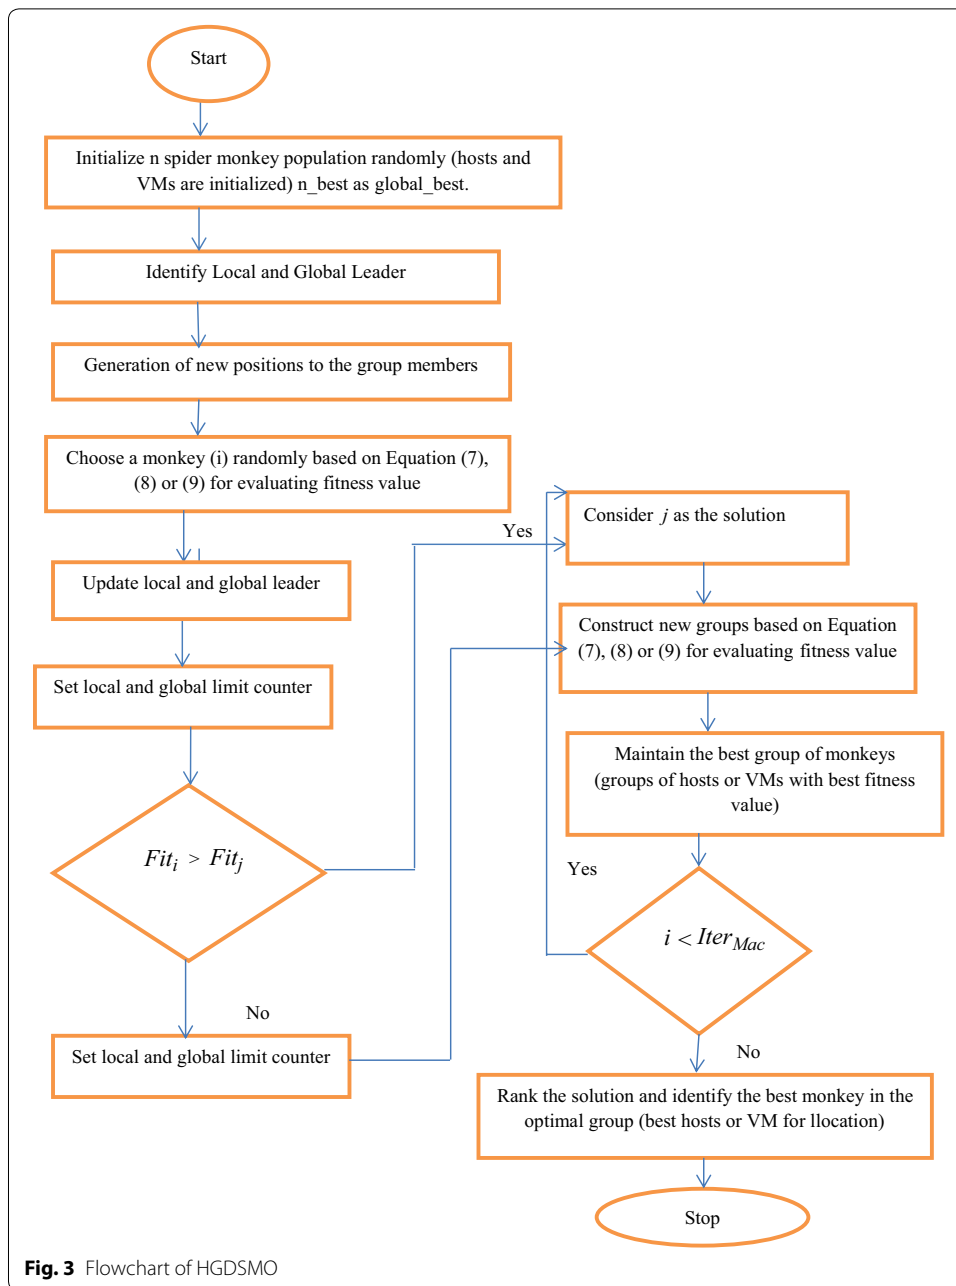 Start
Initialize n spider monkey population randomly (hosts and
VMs are initialized) n_best as global_best.
Identify Local and Global Leader
Generation of new positions to the group members
Choose a monkey (i) randomly based on Equation (7),
(8) or (9) for evaluating fitness value
Update local and global leader
Set local and global limit counter
Fit_i > Fit_j
Yes
No
Set local and global limit counter
Consider j as the solution
Construct new groups based on Equation
(7), (8) or (9) for evaluating fitness value
Maintain the best group of monkeys
(groups of hosts or VMs with best fitness
value)
Yes
i < Iter_Mac
No
Rank the solution and identify the best monkey in the
optimal group (best hosts or VM for llocation)
Stop
Fig. 3 Flowchart of HGDSMO